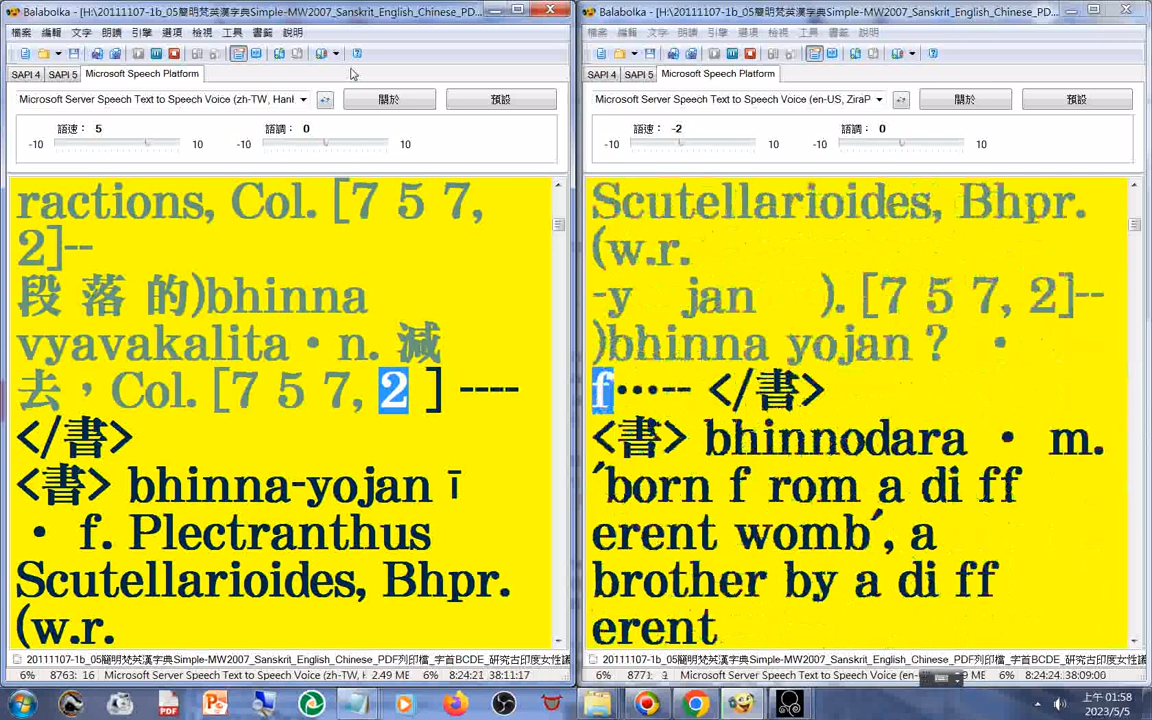 Balabolka - [H:\20111107-1b_05簡明梵英漢字典Simple-MW2007_Sanskrit_English_Chinese_PD...
檔案 編輯 文字 朗讀 引擎 選項 檢視 工具 書籤 說明
SAPI 4 SAPI 5 Microsoft Speech Platform
Microsoft Server Speech Text to Speech Voice (zh-TW, Hanl 關於 預設
語速： 5 語調： 0
-10 10 -10 10
ractions, Col. [7 5 7,
2]--
段 落 的)bhinna
vyavakalita • n. 減
去，Col. [7 5 7, 2 ] ----
</書>
<書> bhinna-yojan ī
• f. Plectranthus
Scutellarioides, Bhpr.
(w.r.
20111107-1b_05簡明梵英漢字典Simple-MW2007_Sanskrit_English_Chinese_PDF列印檔_字首BCDE_研究古印度女性議
6% 8763: 16 Microsoft Server Speech Text to Speech Voice (zh-TW, H 2.49 ME 6% 8:24:21 38:11:17
Balabolka - [H:\20111107-1b_05簡明梵英漢字典Simple-MW2007_Sanskrit_English_Chinese_PD...
檔案 編輯 文字 朗讀 引擎 選項 檢視 工具 書籤 說明
SAPI 4 SAPI 5 Microsoft Speech Platform
Microsoft Server Speech Text to Speech Voice (en-US, ZiraP 關於 預設
語速： -2 語調： 0
-10 10 -10 10
Scutellarioides, Bhpr.
(w.r.
-y jan ). [7 5 7, 2]--
)bhinna yojan？ •
f…-- </書>
<書> bhinnodara • m.
´born f rom a di ff
erent womb´, a
brother by a di ff
erent
20111107-1b_05簡明梵英漢字典Simple-MW2007_Sanskrit_English_Chinese_PDF列印檔_字首BCDE_研究古印度女性議
6% 8771: Microsoft Server Speech Text to Speech Voice (en-U 9 ME 6% 8:24:24 38:09:00
PDF
上午 01:58
2023/5/5